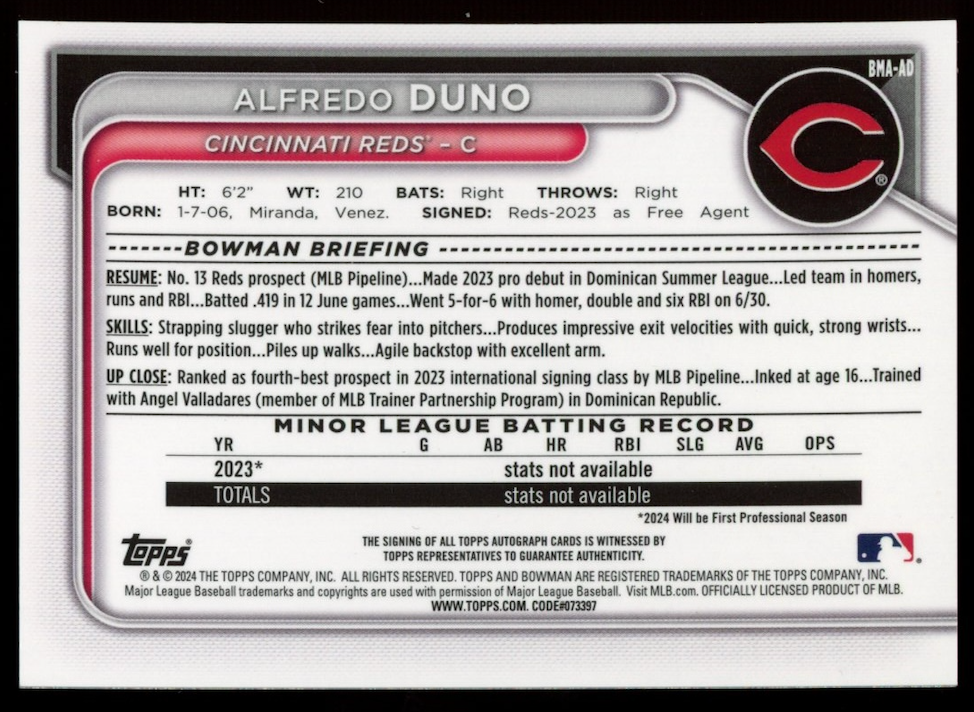 BMA-AD
ALFREDO DUNO
CINCINNATI REDS® – C
HT: 6'2" WT: 210 BATS: Right THROWS: Right
BORN: 1-7-06, Miranda, Venez. SIGNED: Reds-2023 as Free Agent
BOWMAN BRIEFING
RESUME: No. 13 Reds prospect (MLB Pipeline)...Made 2023 pro debut in Dominican Summer League...Led team in homers,
runs and RBI...Batted .419 in 12 June games...Went 5-for-6 with homer, double and six RBI on 6/30.
SKILLS: Strapping slugger who strikes fear into pitchers...Produces impressive exit velocities with quick, strong wrists...
Runs well for position...Piles up walks...Agile backstop with excellent arm.
UP CLOSE: Ranked as fourth-best prospect in 2023 international signing class by MLB Pipeline...Inked at age 16...Trained
with Angel Valladares (member of MLB Trainer Partnership Program) in Dominican Republic.
MINOR LEAGUE BATTING RECORD
YR G AB HR RBI SLG AVG OPS
2023* stats not available
TOTALS stats not available
*2024 Will be First Professional Season
Topps®
THE SIGNING OF ALL TOPPS AUTOGRAPH CARDS IS WITNESSED BY
TOPPS REPRESENTATIVES TO GUARANTEE AUTHENTICITY.
® & © 2024 THE TOPPS COMPANY, INC. ALL RIGHTS RESERVED. TOPPS AND BOWMAN ARE REGISTERED TRADEMARKS OF THE TOPPS COMPANY, INC.
Major League Baseball trademarks and copyrights are used with permission of Major League Baseball. Visit MLB.com. OFFICIALLY LICENSED PRODUCT OF MLB.
WWW.TOPPS.COM. CODE#073397